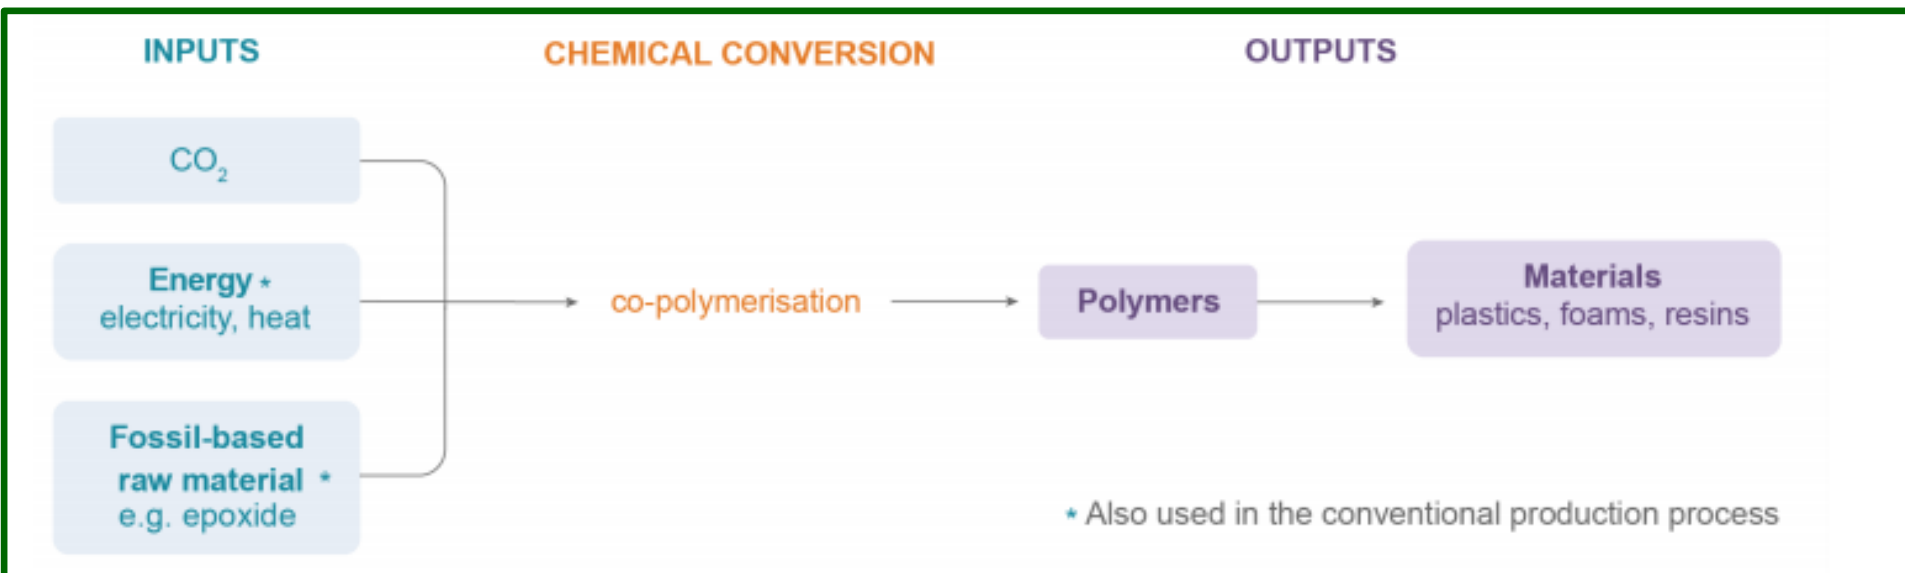 INPUTS
CHEMICAL CONVERSION
OUTPUTS
CO₂
Energy *
electricity, heat
Fossil-based
raw material *
e.g. epoxide
co-polymerisation
Polymers
Materials
plastics, foams, resins
* Also used in the conventional production process